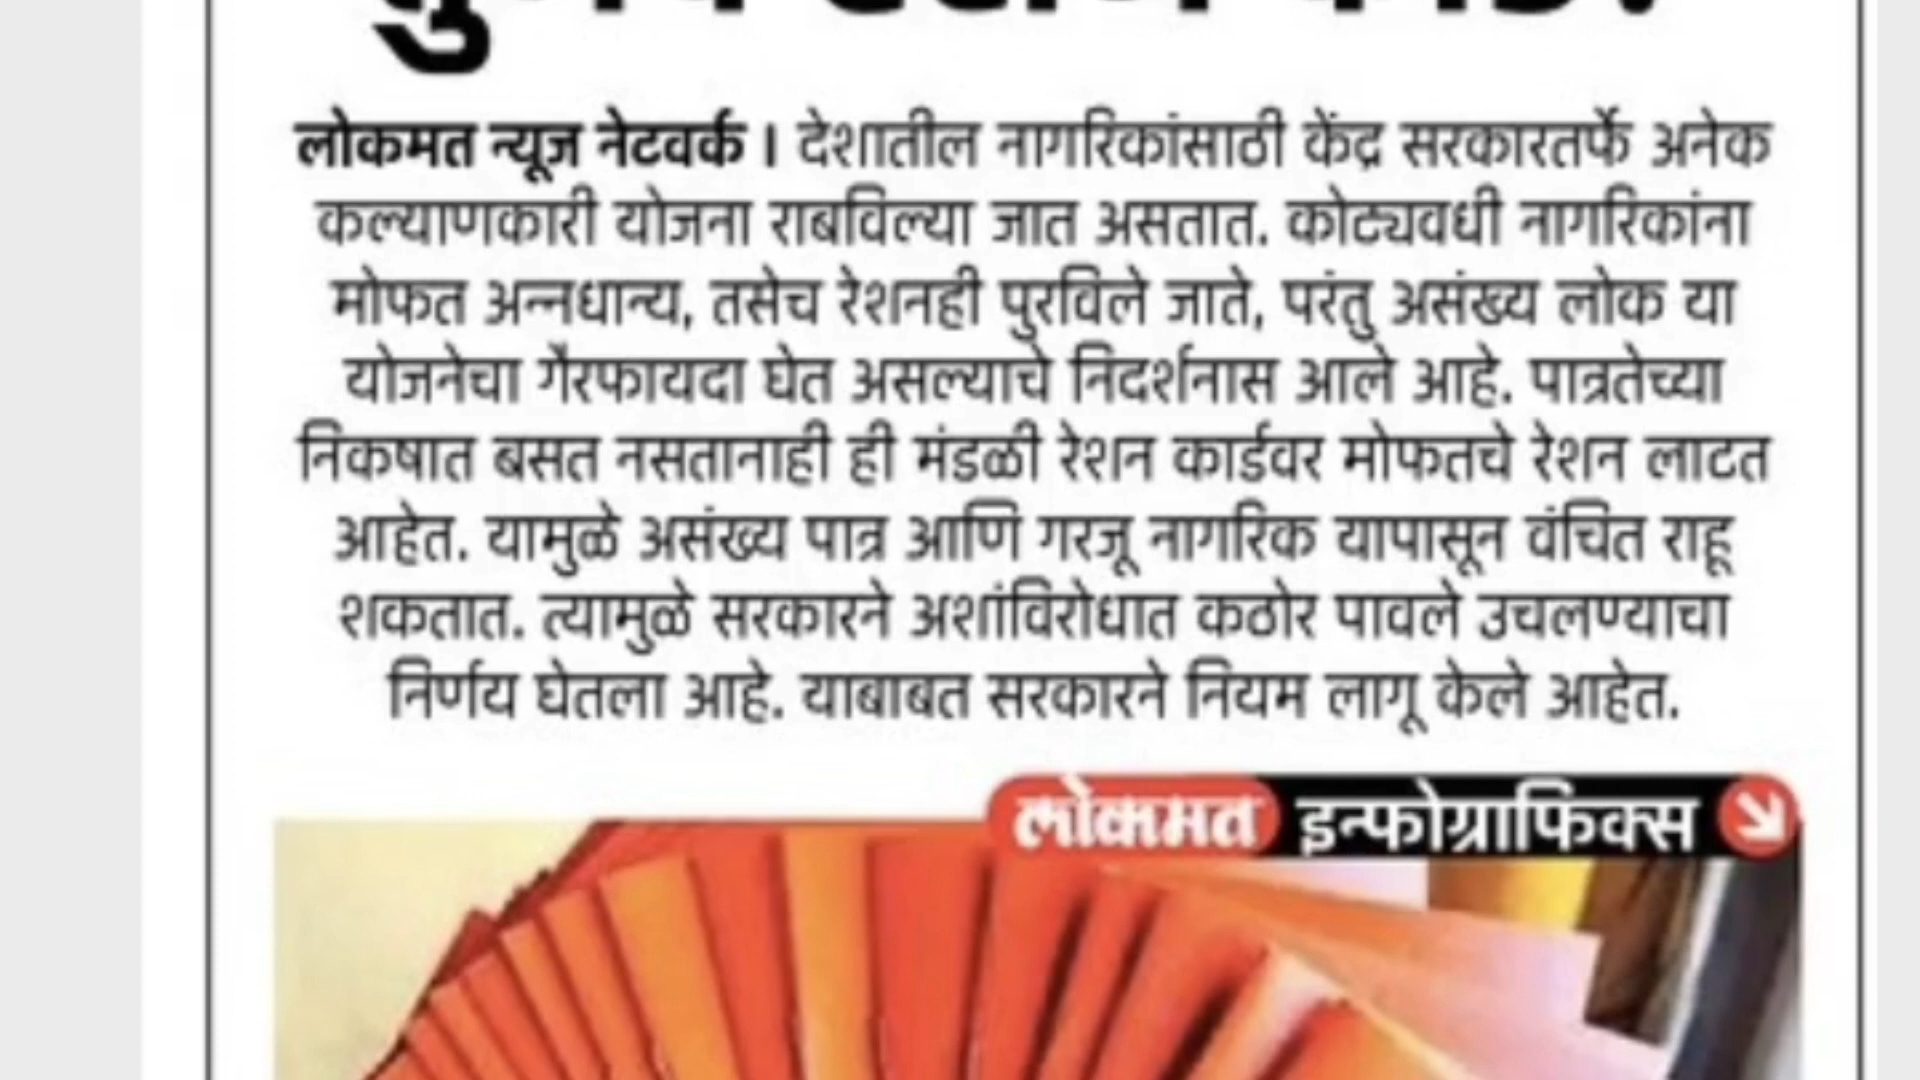 लोकमत न्यूज नेटवर्क । देशातील नागरिकांसाठी केंद्र सरकारतर्फे अनेक
कल्याणकारी योजना राबविल्या जात असतात. कोट्यवधी नागरिकांना
मोफत अन्नधान्य, तसेच रेशनही पुरविले जाते, परंतु असंख्य लोक या
योजनेचा गैरफायदा घेत असल्याचे निदर्शनास आले आहे. पात्रतेच्या
निकषात बसत नसतानाही ही मंडळी रेशन कार्डवर मोफतचे रेशन लाटत
आहेत. यामुळे असंख्य पात्र आणि गरजू नागरिक यापासून वंचित राहू
शकतात. त्यामुळे सरकारने अशांविरोधात कठोर पावले उचलण्याचा
निर्णय घेतला आहे. याबाबत सरकारने नियम लागू केले आहेत.
लोकमत इन्फोग्राफिक्स